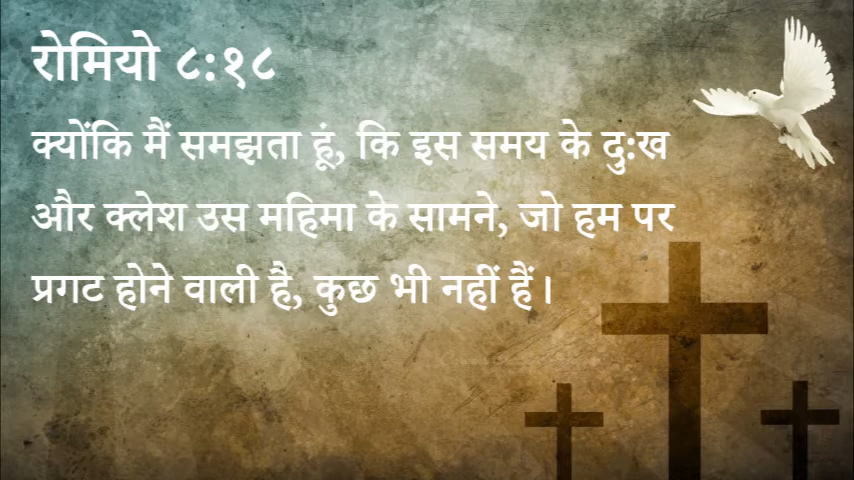 रोमियो ८:१८
क्योंकि मैं समझता हूं, कि इस समय के दु:ख
और क्लेश उस महिमा के सामने, जो हम पर
प्रगट होने वाली है, कुछ भी नहीं हैं।